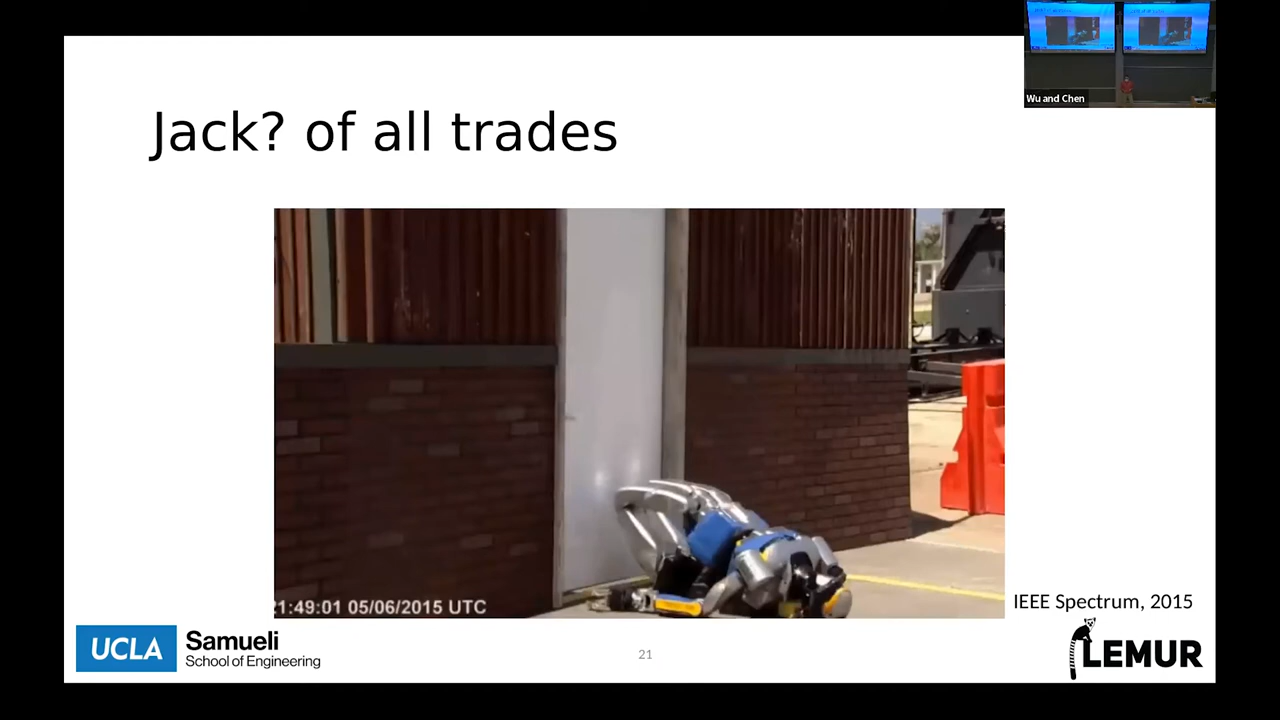 Wu and Chen
Jack? of all trades
1:49:01 05/06/2015 UTC
IEEE Spectrum, 2015
UCLA
Samueli
School of Engineering
21
LEMUR